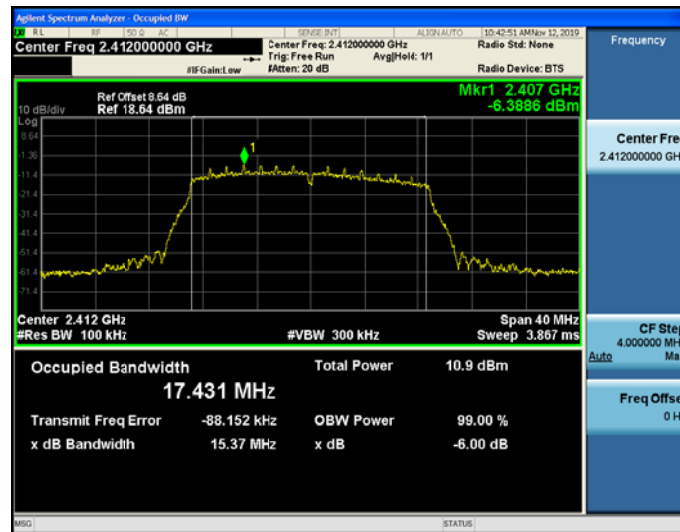 Agilent Spectrum Analyzer - Occupied BW
RL RF 50 Ω AC SENSE:INT ALIGN AUTO 10:42:51 AM Nov 12, 2019
Center Freq 2.412000000 GHz
Center Freq: 2.412000000 GHz
Radio Std: None
Trig: Free Run Avg|Hold: 1/1
#IFGain:Low #Atten: 20 dB Radio Device: BTS
Mkr1 2.407 GHz
-6.3886 dBm
Ref Offset 8.64 dB
10 dB/div Ref 18.64 dBm
Log
8.64
-1.36
-11.4
-21.4
-31.4
-41.4
-51.4
-61.4
-71.4
1
Center 2.412 GHz Span 40 MHz
#Res BW 100 kHz #VBW 300 kHz Sweep 3.867 ms
Occupied Bandwidth Total Power 10.9 dBm
17.431 MHz
Transmit Freq Error -88.152 kHz OBW Power 99.00 %
x dB Bandwidth 15.37 MHz x dB -6.00 dB
MSG STATUS
Frequency
Center Fre
2.412000000 GH
CF Step
4.000000 MH
Auto Ma
Freq Offse
0 H